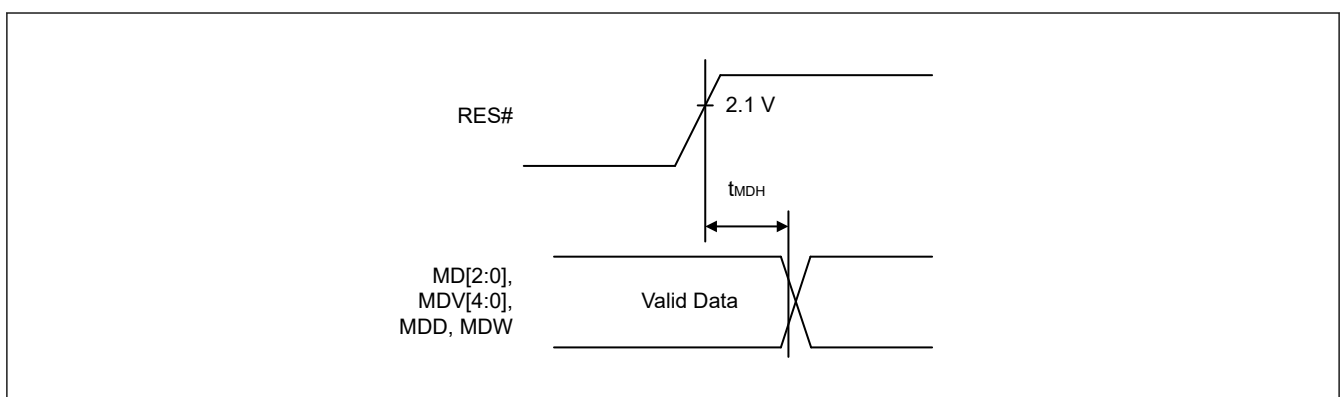 RES#
2.1 V
tMDH
MD[2:0],
MDV[4:0],
MDD, MDW
Valid Data